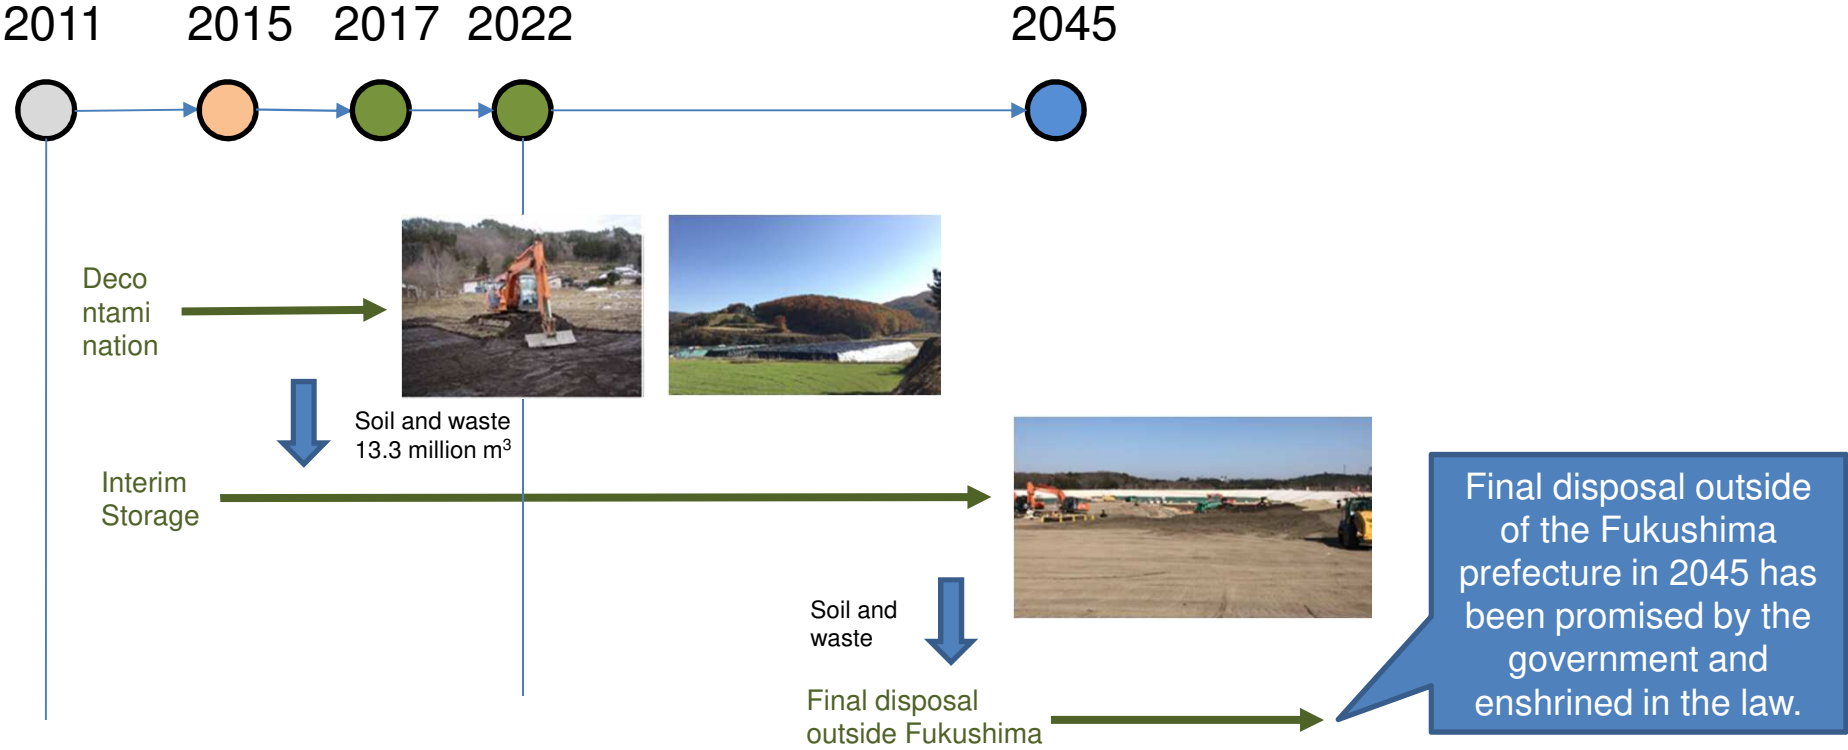 2011 2015 2017 2022 2045
Deco
ntami
nation
Soil and waste
13.3 million m³
Interim
Storage
Soil and
waste
Final disposal
outside Fukushima
Final disposal outside
of the Fukushima
prefecture in 2045 has
been promised by the
government and
enshrined in the law.